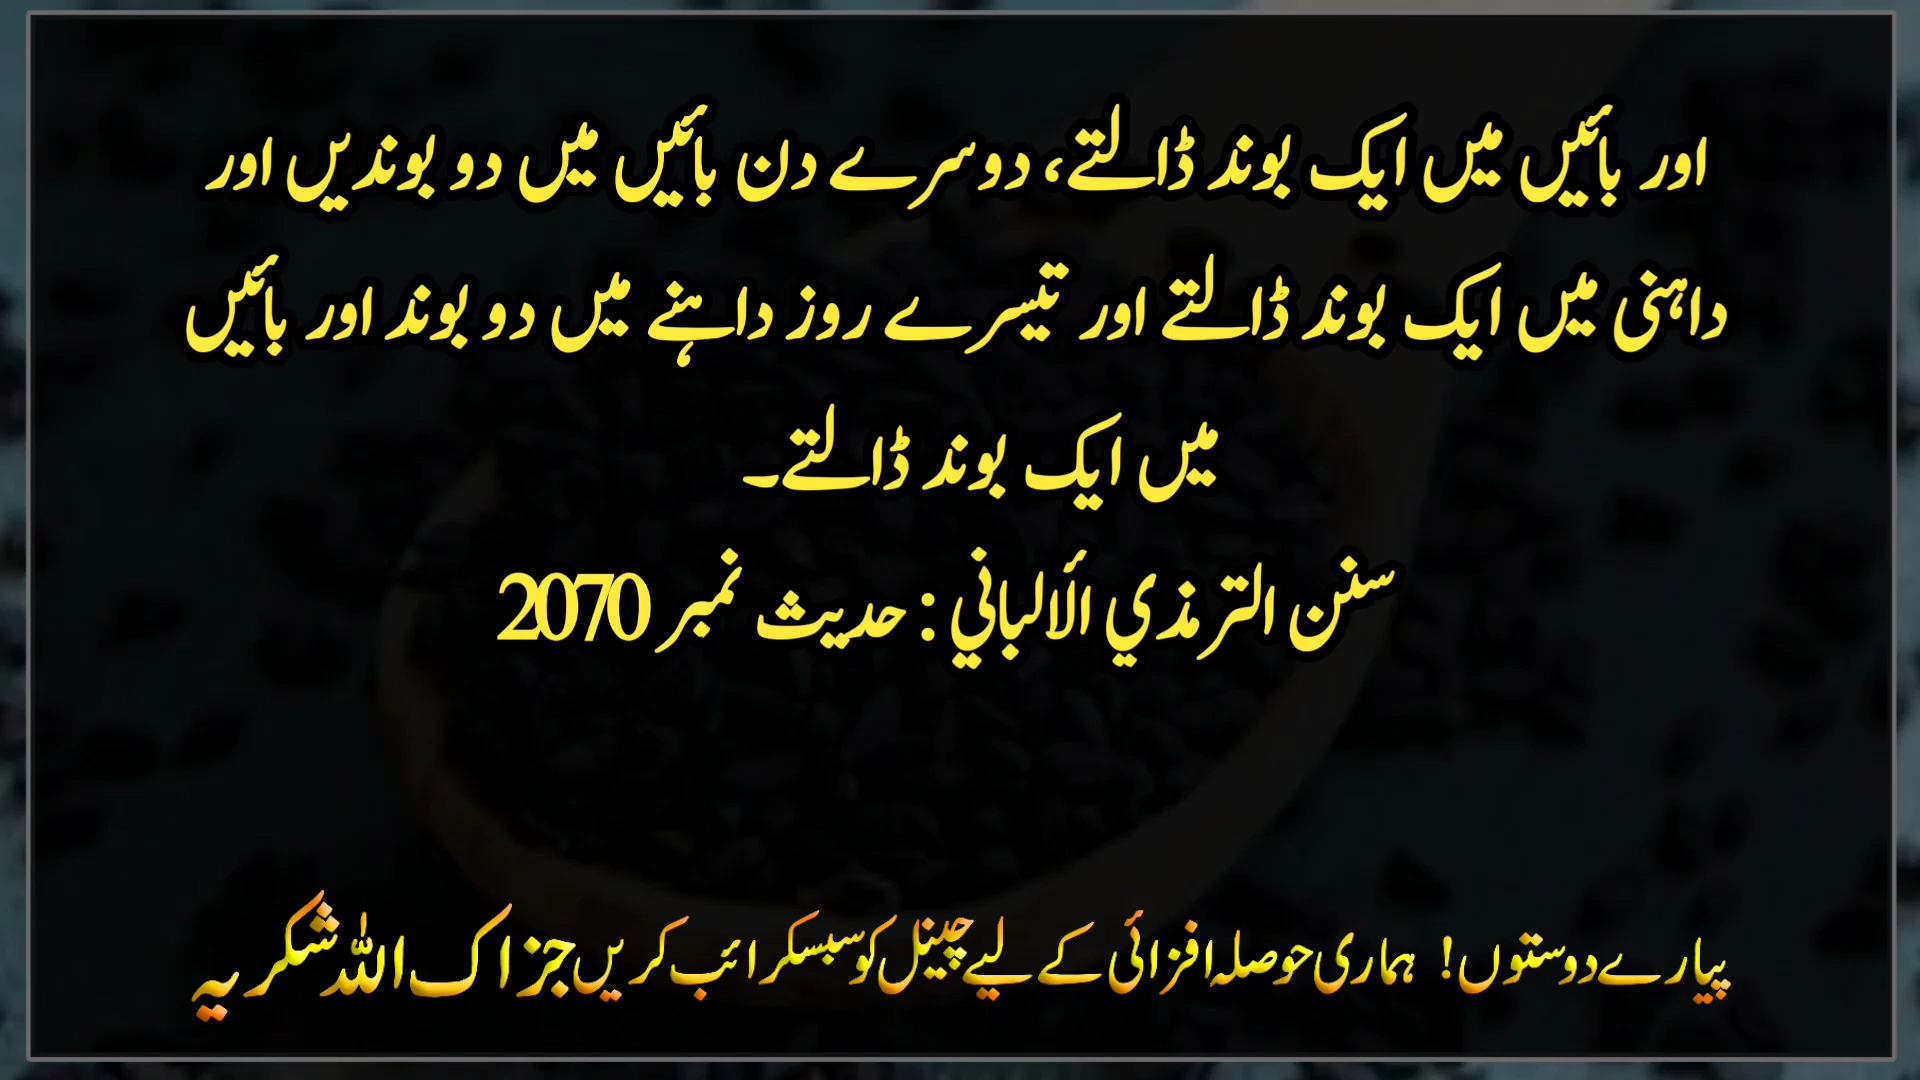 اور بائیں میں ایک بوند ڈالتے، دوسرے دن بائیں میں دو بوندیں اور
داہنی میں ایک بوند ڈالتے اور تیسرے روز داہنے میں دو بوند اور بائیں
میں ایک بوند ڈالتے۔
سنن الترمذي الألباني : حدیث نمبر 2070
پیارے دوستوں! ہماری حوصلہ افزائی کے لیے چینل کو سبسکرائب کریں جزاک اللہ شکریہ